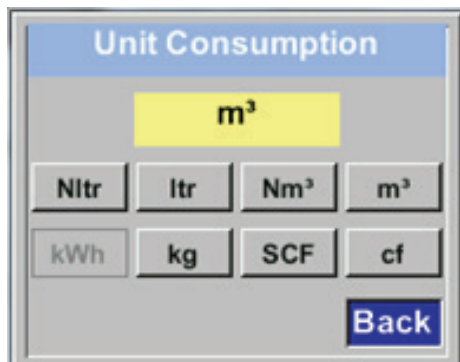 Unit Consumption
m³
Nltr ltr Nm³ m³
kWh kg SCF cf
Back